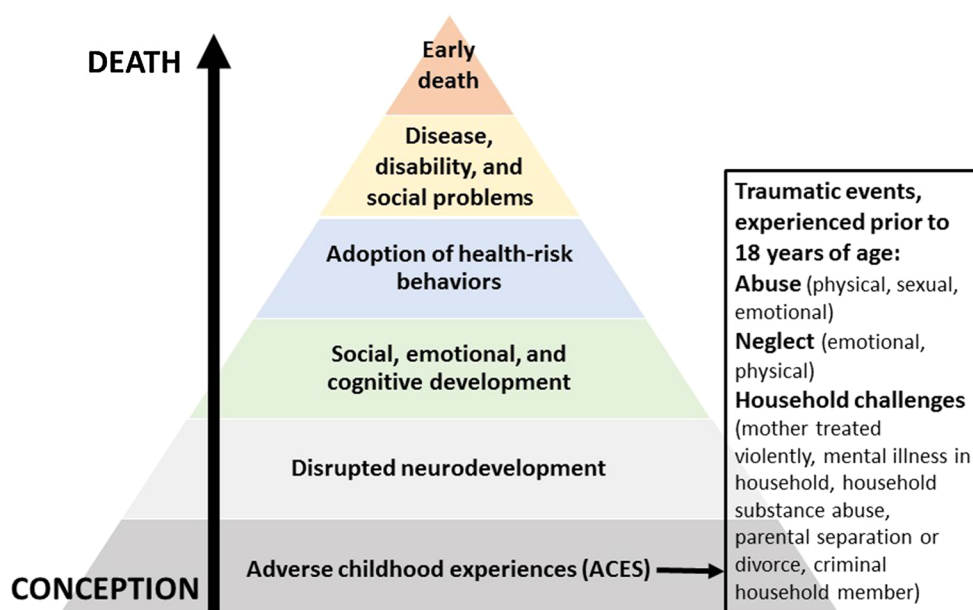 DEATH
Early
death
Disease,
disability, and
social problems
Adoption of health-risk
behaviors
Social, emotional, and
cognitive development
Disrupted neurodevelopment
Adverse childhood experiences (ACES)
CONCEPTION
Traumatic events,
experienced prior to
18 years of age:
Abuse (physical, sexual,
emotional)
Neglect (emotional,
physical)
Household challenges
(mother treated
violently, mental illness in
household, household
substance abuse,
parental separation or
divorce, criminal
household member)